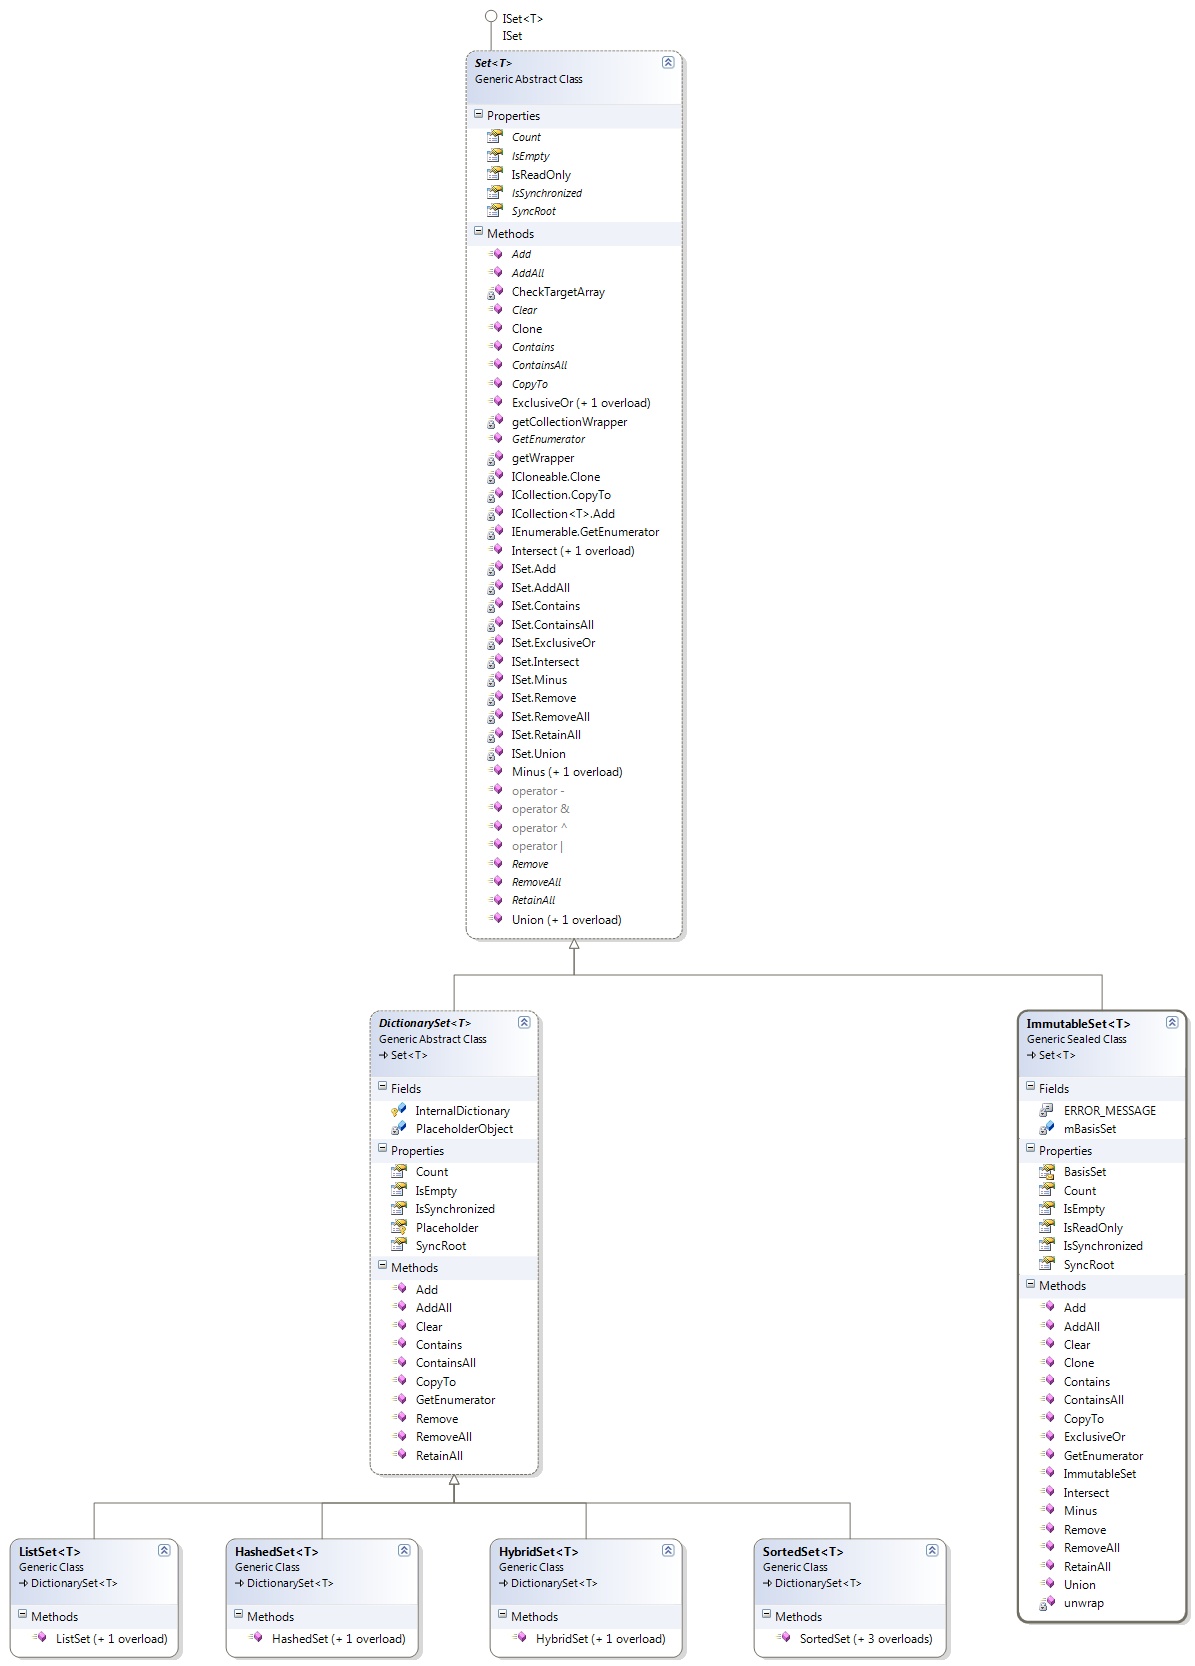 ISet<T>
ISet
Set<T>
Generic Abstract Class
Properties
Count
IsEmpty
IsReadOnly
IsSynchronized
SyncRoot
Methods
Add
AddAll
CheckTargetArray
Clear
Clone
Contains
ContainsAll
CopyTo
ExclusiveOr (+ 1 overload)
getCollectionWrapper
GetEnumerator
getWrapper
ICloneable.Clone
ICollection.CopyTo
ICollection<T>.Add
IEnumerable.GetEnumerator
Intersect (+ 1 overload)
ISet.Add
ISet.AddAll
ISet.Contains
ISet.ContainsAll
ISet.ExclusiveOr
ISet.Intersect
ISet.Minus
ISet.Remove
ISet.RemoveAll
ISet.RetainAll
ISet.Union
Minus (+ 1 overload)
operator -
operator &
operator ^
operator |
Remove
RemoveAll
RetainAll
Union (+ 1 overload)
DictionarySet<T>
Generic Abstract Class
Set<T>
Fields
InternalDictionary
PlaceholderObject
Properties
Count
IsEmpty
IsSynchronized
Placeholder
SyncRoot
Methods
Add
AddAll
Clear
Contains
ContainsAll
CopyTo
GetEnumerator
Remove
RemoveAll
RetainAll
ImmutableSet<T>
Generic Sealed Class
Set<T>
Fields
ERROR_MESSAGE
mBasisSet
Properties
BasisSet
Count
IsEmpty
IsReadOnly
IsSynchronized
SyncRoot
Methods
Add
AddAll
Clear
Clone
Contains
ContainsAll
CopyTo
ExclusiveOr
GetEnumerator
ImmutableSet
Intersect
Minus
Remove
RemoveAll
RetainAll
Union
unwrap
ListSet<T>
Generic Class
DictionarySet<T>
Methods
ListSet (+ 1 overload)
HashedSet<T>
Generic Class
DictionarySet<T>
Methods
HashedSet (+ 1 overload)
HybridSet<T>
Generic Class
DictionarySet<T>
Methods
HybridSet (+ 1 overload)
SortedSet<T>
Generic Class
DictionarySet<T>
Methods
SortedSet (+ 3 overloads)